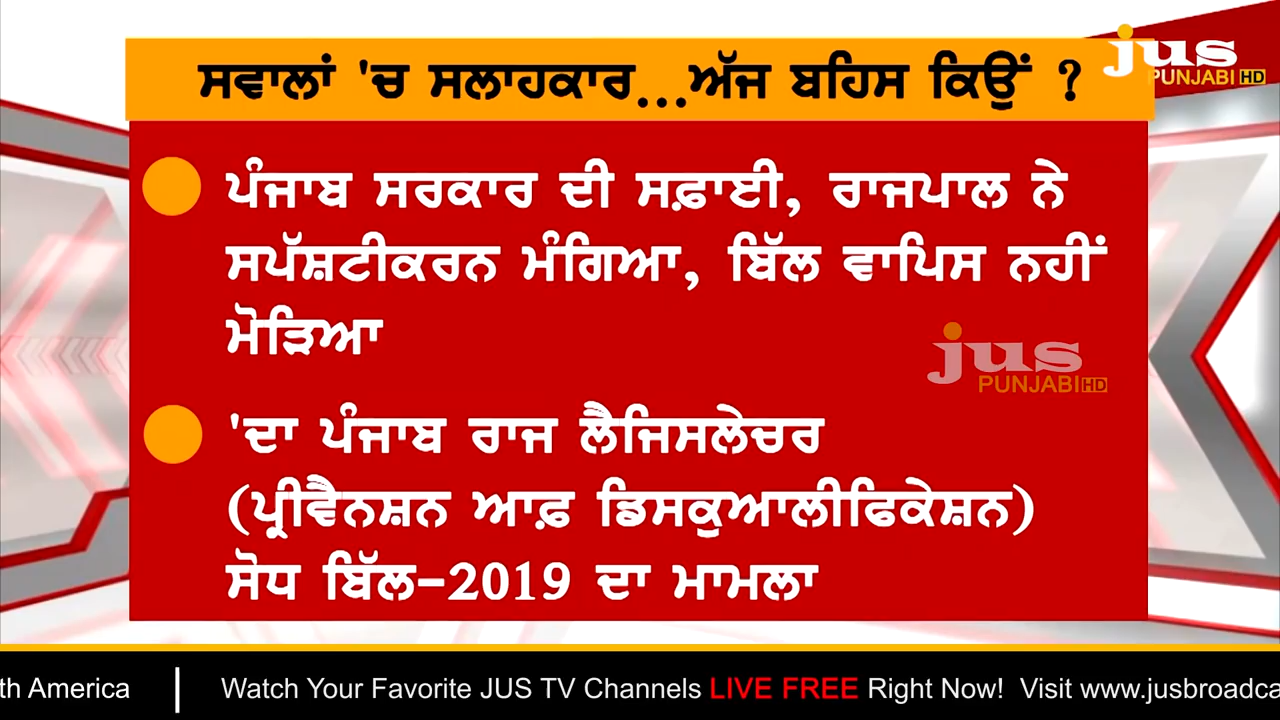 ਸਵਾਲਾਂ 'ਚ ਸਲਾਹਕਾਰ...ਅੱਜ ਬਹਿਸ ਕਿਉਂ ?
jus
PUNJABI HD
ਪੰਜਾਬ ਸਰਕਾਰ ਦੀ ਸਫ਼ਾਈ, ਰਾਜਪਾਲ ਨੇ
ਸਪੱਸ਼ਟੀਕਰਨ ਮੰਗਿਆ, ਬਿੱਲ ਵਾਪਿਸ ਨਹੀਂ
ਮੋੜਿਆ
jus
PUNJABI HD
'ਦਾ ਪੰਜਾਬ ਰਾਜ ਲੈਜਿਸਲੇਚਰ
(ਪ੍ਰੀਵੈਨਸ਼ਨ ਆਫ਼ ਡਿਸਕੁਆਲੀਫਿਕੇਸ਼ਨ)
ਸੋਧ ਬਿੱਲ-2019 ਦਾ ਮਾਮਲਾ
th America | Watch Your Favorite JUS TV Channels LIVE FREE Right Now! Visit www.jusbroadca